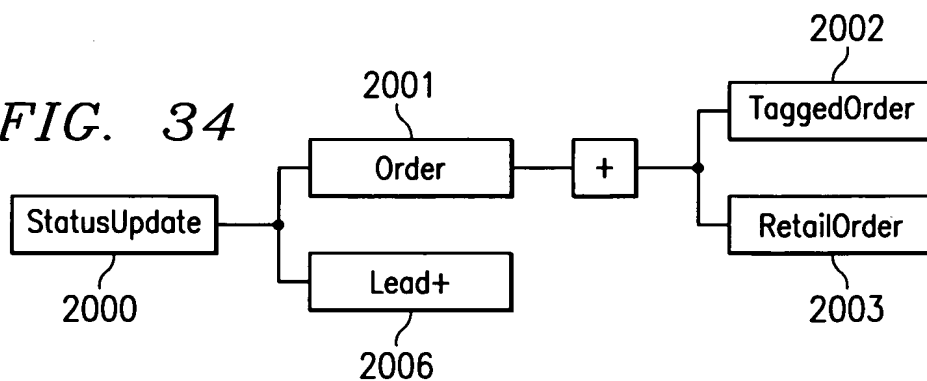 FIG. 34
2002
2001
TaggedOrder
Order
+
StatusUpdate
RetailOrder
Lead+
2000
2003
2006